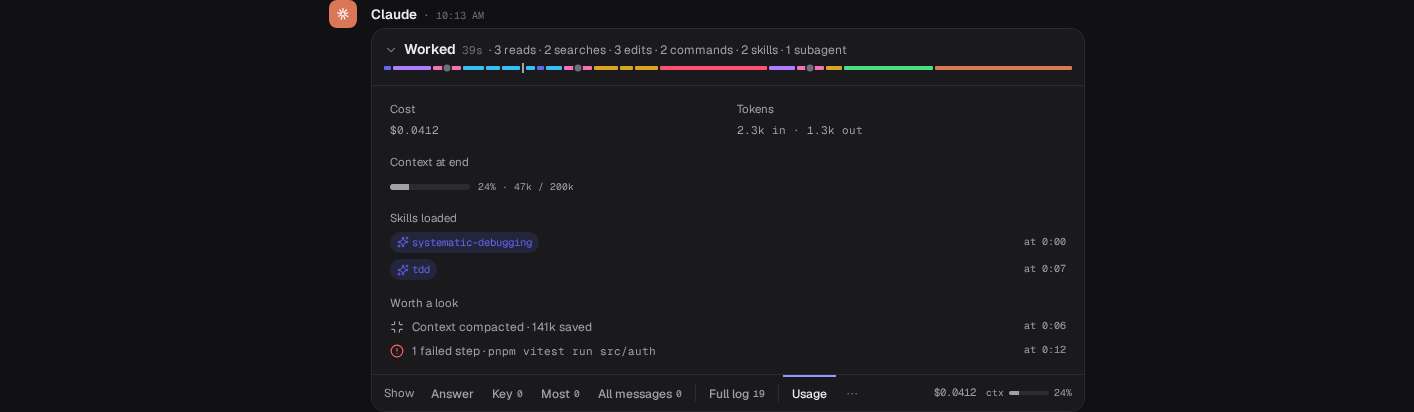 Claude · 10:13 AM
Worked 39s · 3 reads · 2 searches · 3 edits · 2 commands · 2 skills · 1 subagent
Cost
Tokens
$0.0412
2.3k in · 1.3k out
Context at end
24% · 47k / 200k
Skills loaded
systematic-debugging at 0:00
tdd at 0:07
Worth a look
Context compacted · 141k saved at 0:06
1 failed step · pnpm vitest run src/auth at 0:12
Show Answer Key 0 Most 0 All messages 0 Full log 19 Usage ··· $0.0412 ctx 24%